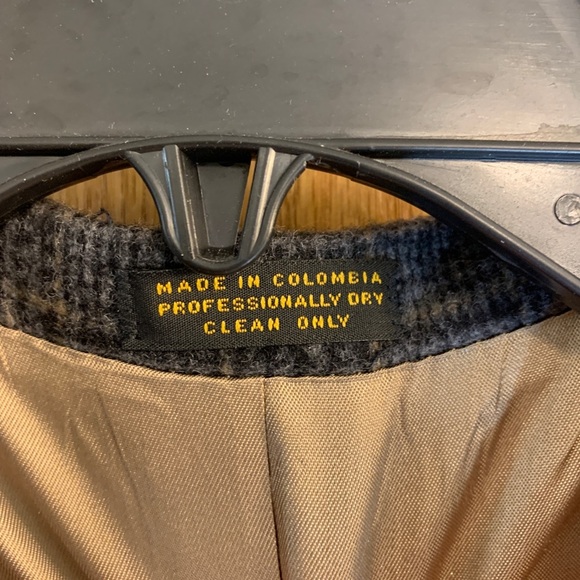 MADE IN COLOMBIA
PROFESSIONALLY DRY
CLEAN ONLY